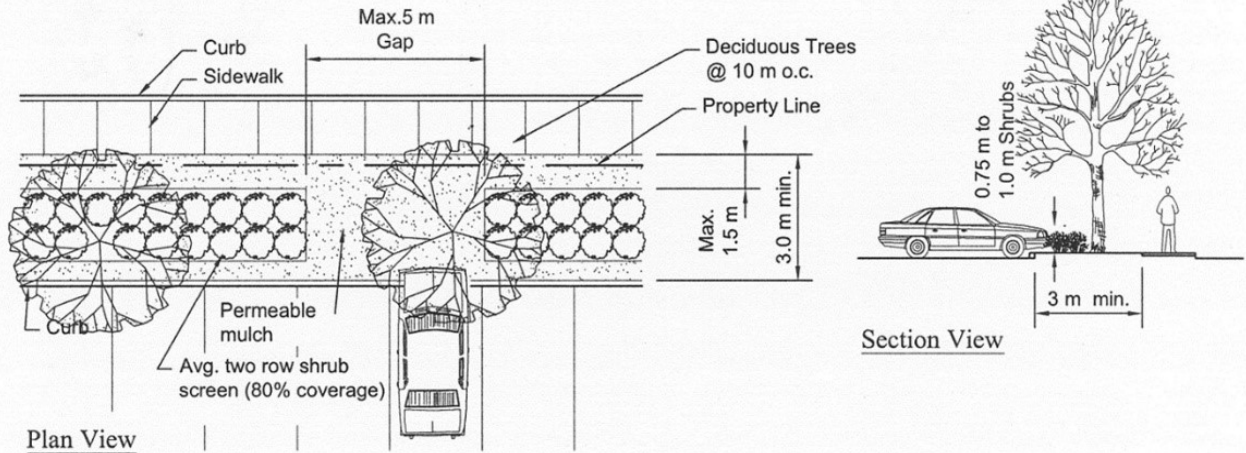 Max.5 m
Gap
Curb
Sidewalk
Deciduous Trees
@ 10 m o.c.
Property Line
Max.
1.5 m
3.0 m min.
Curb
Permeable
mulch
Avg. two row shrub
screen (80% coverage)
Plan View
0.75 m to
1.0 m Shrubs
3 m min.
Section View